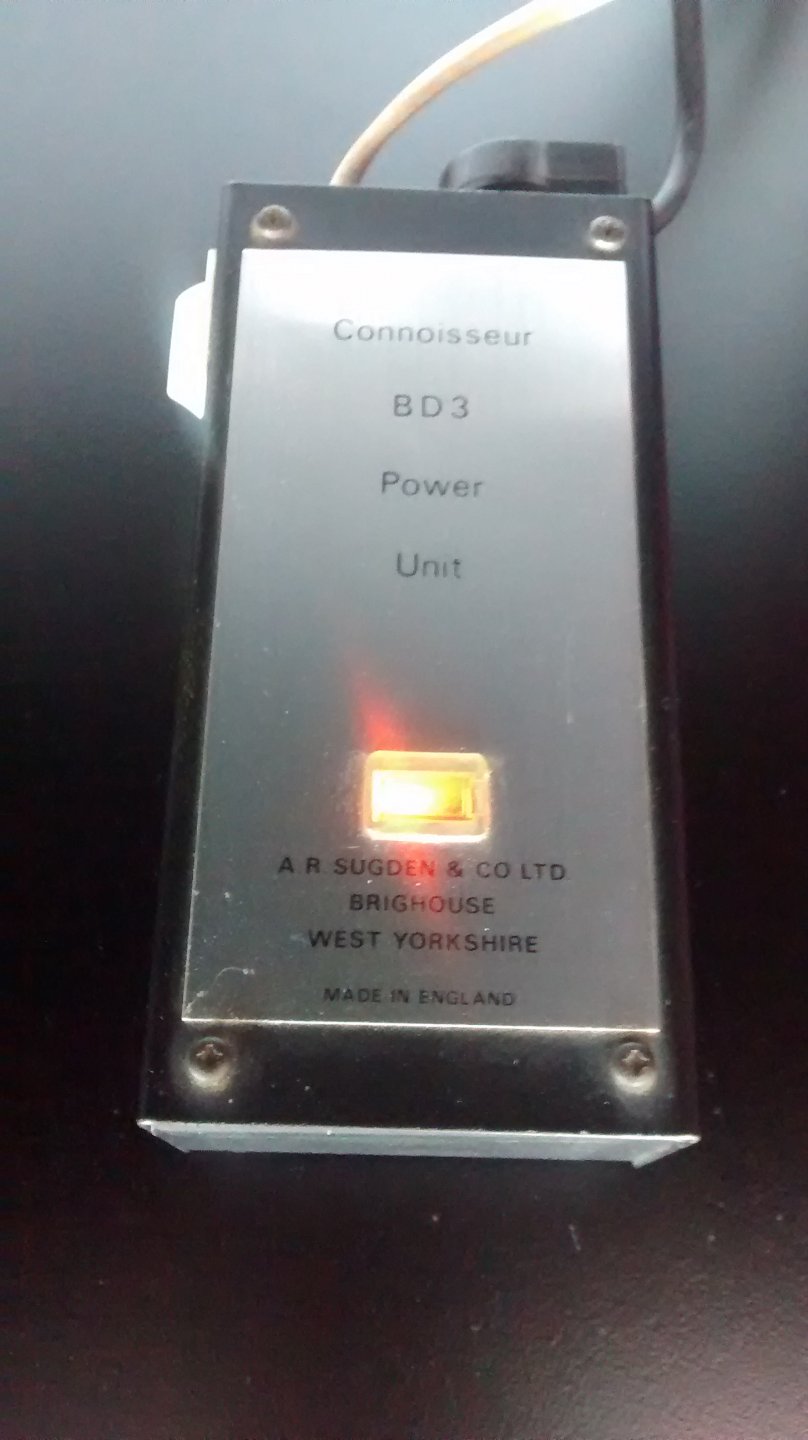 Connoisseur
BD3
Power
Unit
A.R. SUGDEN & CO LTD
BRIGHOUSE
WEST YORKSHIRE
MADE IN ENGLAND